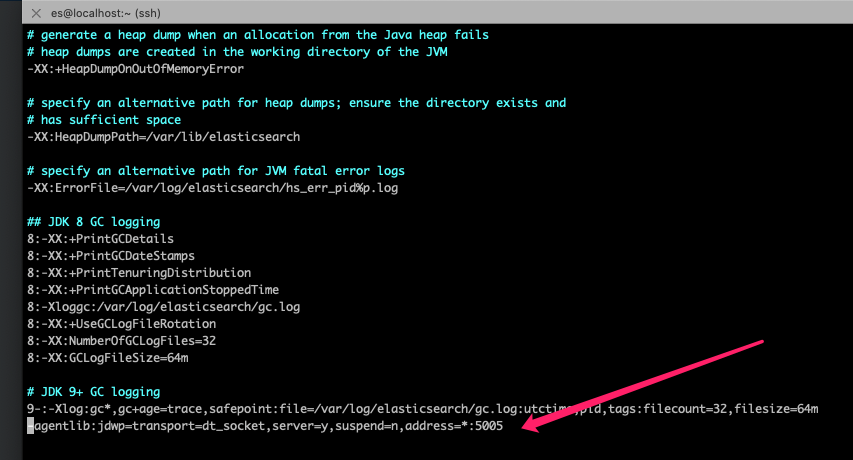 es@localhost:~ (ssh)
# generate a heap dump when an allocation from the Java heap fails
# heap dumps are created in the working directory of the JVM
-XX:+HeapDumpOnOutOfMemoryError
# specify an alternative path for heap dumps; ensure the directory exists and
# has sufficient space
-XX:HeapDumpPath=/var/lib/elasticsearch
# specify an alternative path for JVM fatal error logs
-XX:ErrorFile=/var/log/elasticsearch/hs_err_pid%p.log
## JDK 8 GC logging
8:-XX:+PrintGCDetails
8:-XX:+PrintGCDateStamps
8:-XX:+PrintTenuringDistribution
8:-XX:+PrintGCApplicationStoppedTime
8:-Xloggc:/var/log/elasticsearch/gc.log
8:-XX:+UseGCLogFileRotation
8:-XX:NumberOfGCLogFiles=32
8:-XX:GCLogFileSize=64m
# JDK 9+ GC logging
9-:-Xlog:gc*,gc+age=trace,safepoint:file=/var/log/elasticsearch/gc.log:utctime,pid,tags:filecount=32,filesize=64m
-agentlib:jdwp=transport=dt_socket,server=y,suspend=n,address=*:5005